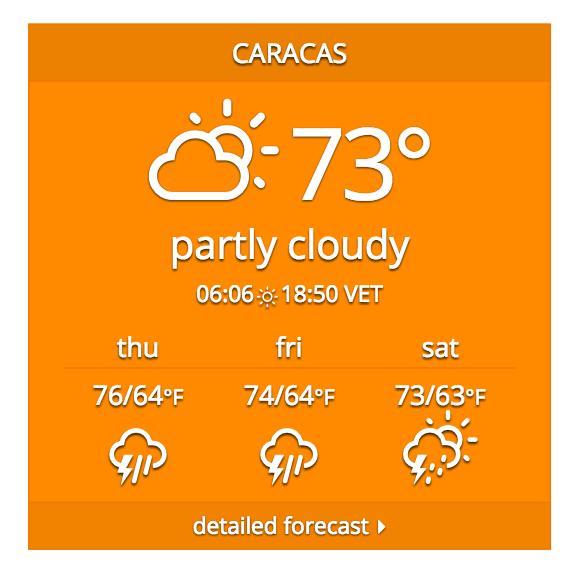 CARACAS
73°
partly cloudy
06:06 18:50 VET
thu fri sat
76/64°F 74/64°F 73/63°F
detailed forecast